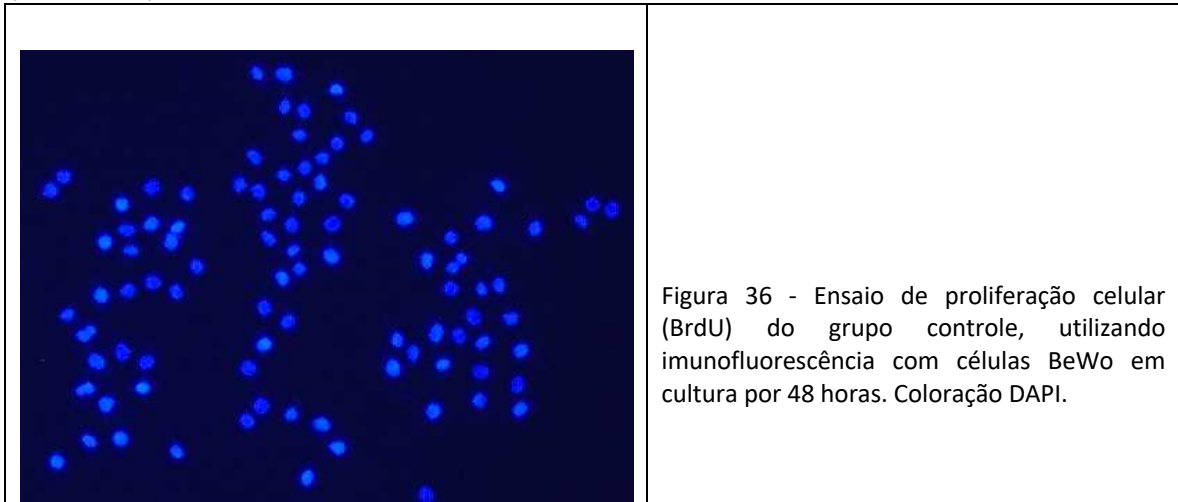 Figura 36 - Ensaio de proliferação celular
(BrdU) do grupo controle, utilizando
imunofluorescência com células BeWo em
cultura por 48 horas. Coloração DAPI.